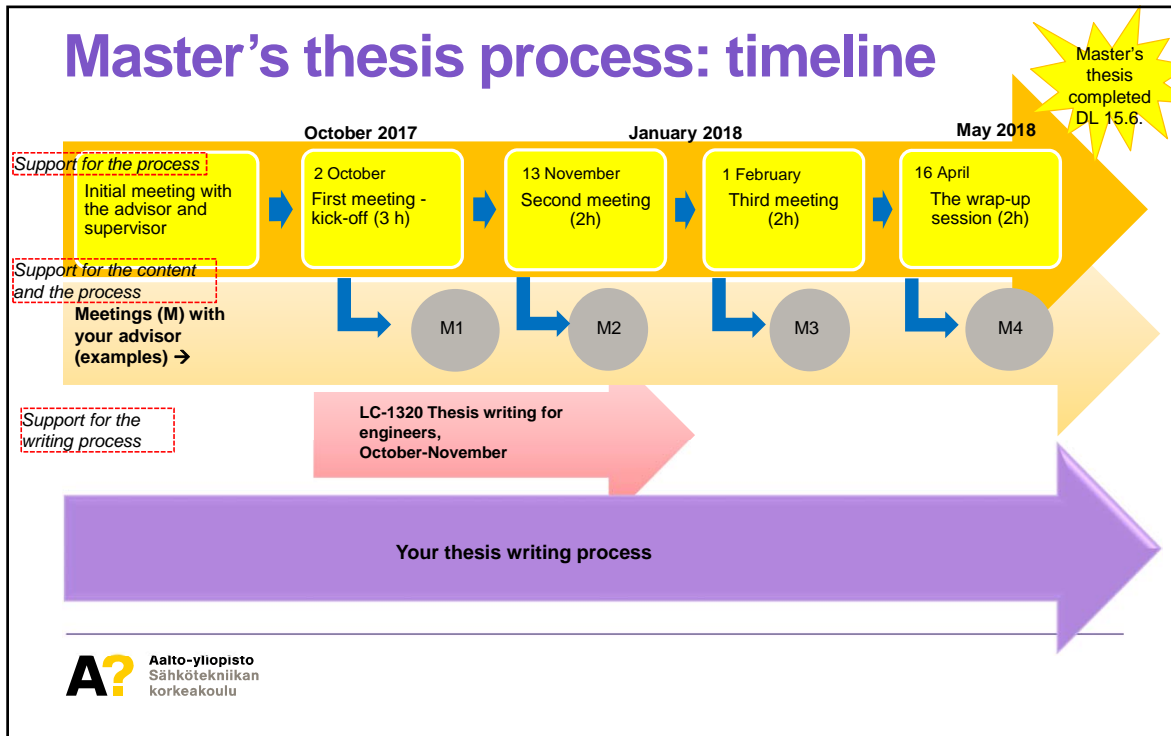 Master's thesis process: timeline
Master's
thesis
completed
DL 15.6.
October 2017
January 2018
May 2018
Support for the process
Initial meeting with
the advisor and
supervisor
2 October
First meeting -
kick-off (3 h)
13 November
Second meeting
(2h)
1 February
Third meeting
(2h)
16 April
The wrap-up
session (2h)
Support for the content
and the process
Meetings (M) with
your advisor
(examples) →
M1
M2
M3
M4
Support for the
writing process
LC-1320 Thesis writing for
engineers,
October-November
Your thesis writing process
A?
Aalto-yliopisto
Sähkötekniikan
korkeakoulu